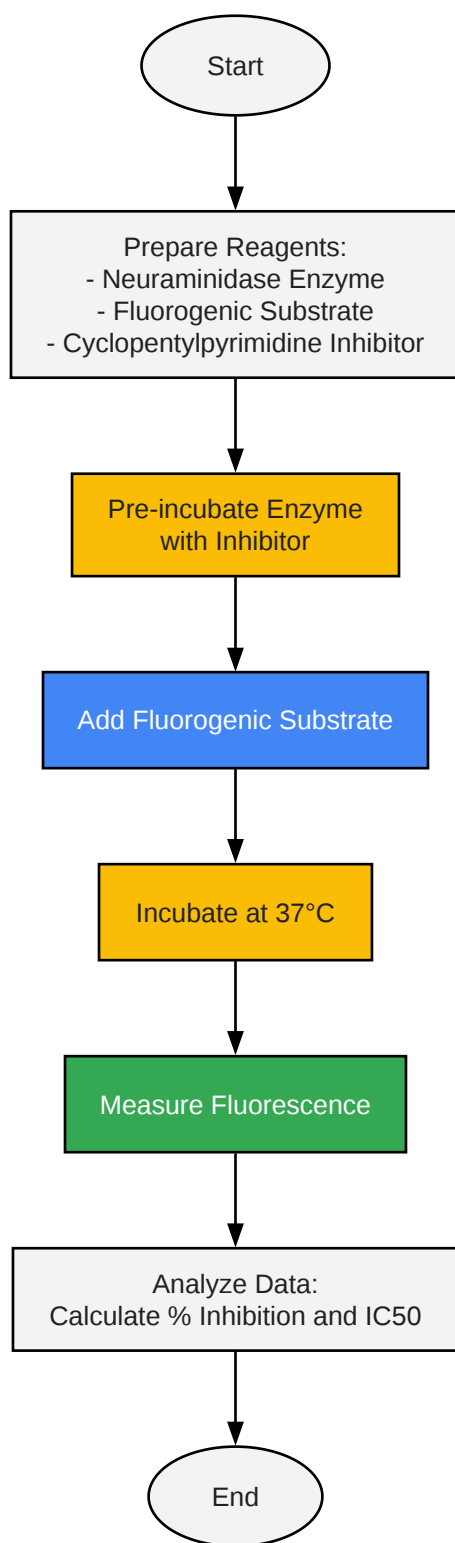 Start
Prepare Reagents:
- Neuraminidase Enzyme
- Fluorogenic Substrate
- Cyclopentylpyrimidine Inhibitor
Pre-incubate Enzyme
with Inhibitor
Add Fluorogenic Substrate
Incubate at 37°C
Measure Fluorescence
Analyze Data:
Calculate % Inhibition and IC50
End